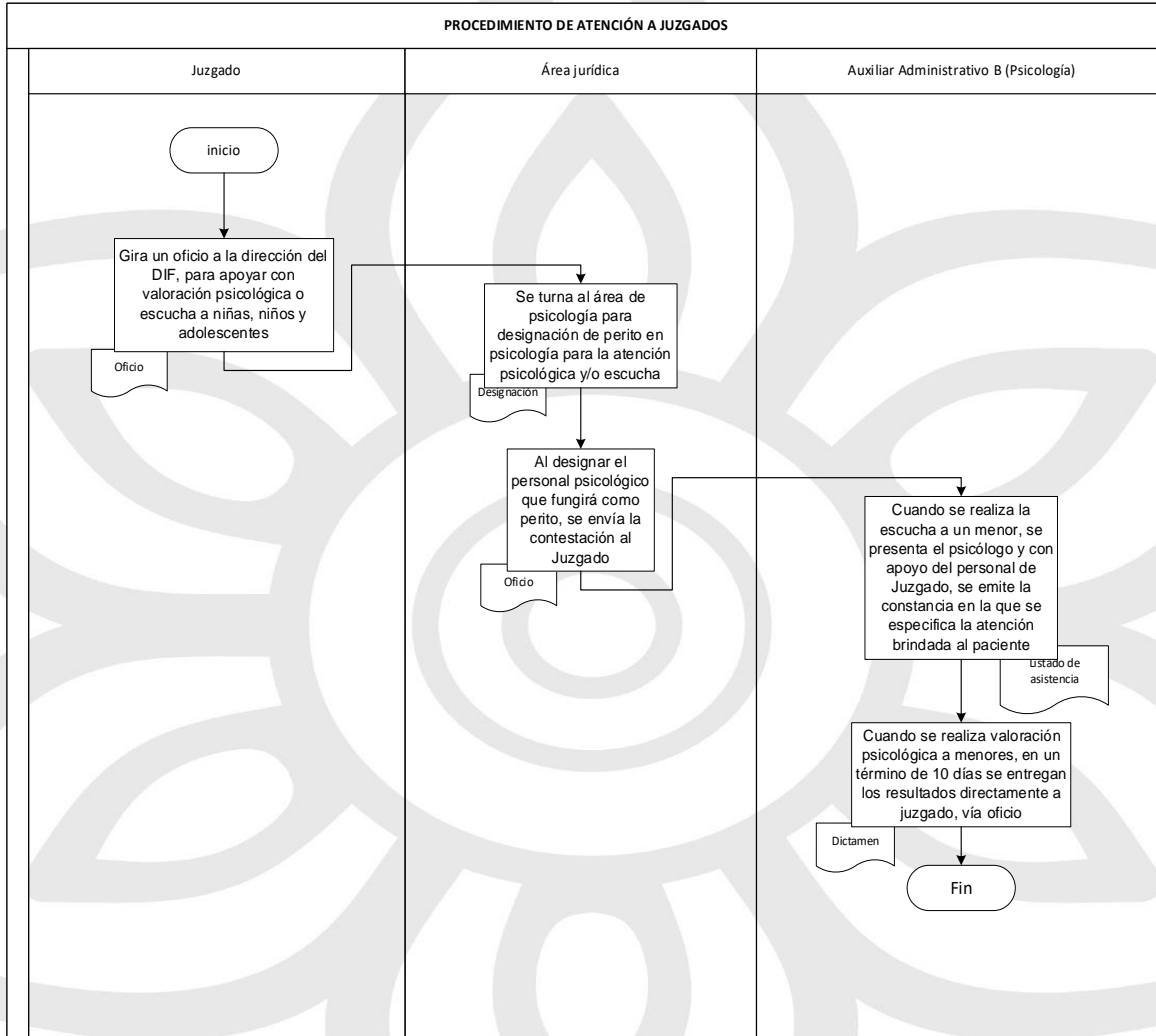 PROCEDIMIENTO DE ATENCIÓN A JUZGADOS
Juzgado
Área jurídica
Auxiliar Administrativo B (Psicología)
inicio
Gira un oficio a la dirección del
DIF, para apoyar con
valoración psicológica o
escucha a niñas, niños y
adolescentes
Oficio
Se turna al área de
psicología para
designación de perito en
psicología para la atención
psicológica y/o escucha
Designación
Al designar el
personal psicológico
que fungirá como
perito, se envía la
contestación al
Juzgado
Oficio
Cuando se realiza la
escucha a un menor, se
presenta el psicólogo y con
apoyo del personal de
Juzgado, se emite la
constancia en la que se
especifica la atención
brindada al paciente
Listado de
asistencia
Cuando se realiza valoración
psicológica a menores, en un
término de 10 días se entregan
los resultados directamente a
juzgado, vía oficio
Dictamen
Fin